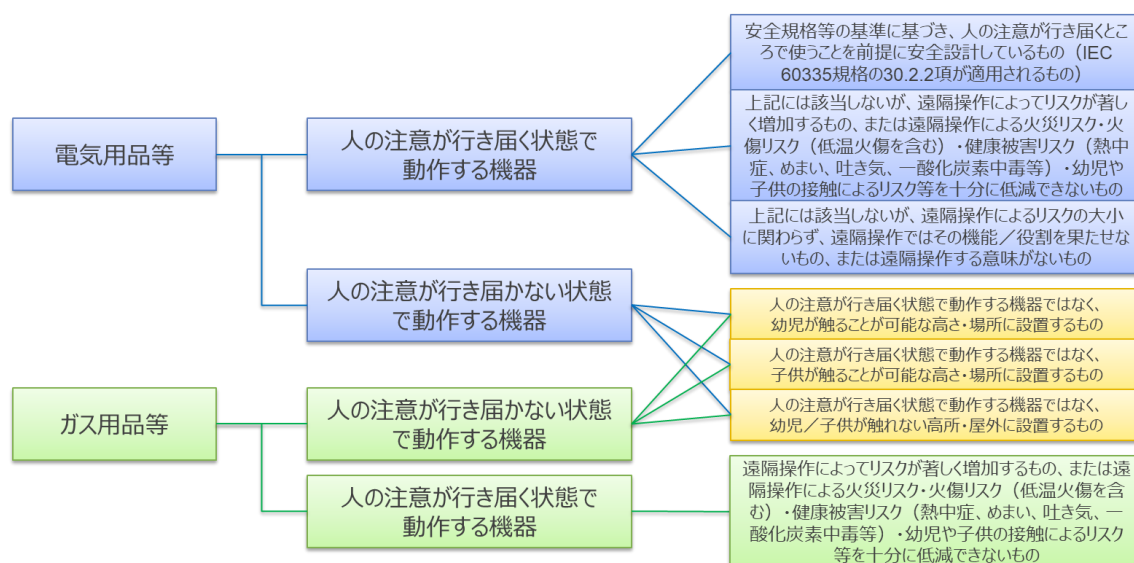 電気用品等
人の注意が行き届く状態で
動作する機器
安全規格等の基準に基づき、人の注意が行き届くとこ
ろで使うことを前提に安全設計しているもの（IEC
60335規格の30.2.2項が適用されるもの）
上記には該当しないが、遠隔操作によってリスクが著し
く増加するもの、または遠隔操作による火災リスク・火
傷リスク（低温火傷を含む）・健康被害リスク（熱中
症、めまい、吐き気、一酸化炭素中毒等）・幼児や
子供の接触によるリスク等を十分に低減できないもの
上記には該当しないが、遠隔操作によるリスクの大小
に関わらず、遠隔操作ではその機能／役割を果たせな
いもの、または遠隔操作する意味がないもの
人の注意が行き届かない状態
で動作する機器
人の注意が行き届く状態で動作する機器ではなく、
幼児が触ることが可能な高さ・場所に設置するもの
人の注意が行き届く状態で動作する機器ではなく、
子供が触ることが可能な高さ・場所に設置するもの
人の注意が行き届く状態で動作する機器ではなく、
幼児／子供が触れない高所・屋外に設置するもの
ガス用品等
人の注意が行き届かない状態
で動作する機器
人の注意が行き届く状態で
動作する機器
遠隔操作によってリスクが著しく増加するもの、または遠
隔操作による火災リスク・火傷リスク（低温火傷を含
む）・健康被害リスク（熱中症、めまい、吐き気、一
酸化炭素中毒等）・幼児や子供の接触によるリスク
等を十分に低減できないもの